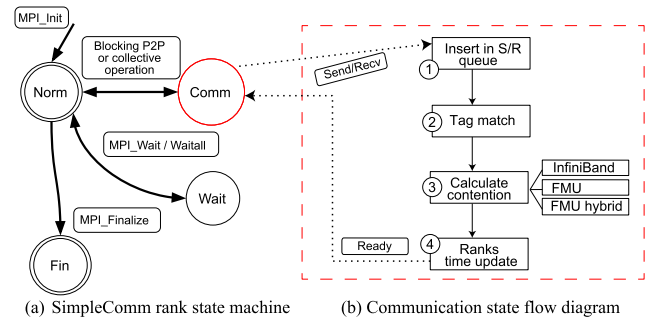 MPI_Init
Blocking P2P
or collective
operation
Norm
Comm
MPI_Wait / Waitall
Wait
MPI_Finalize
Fin
(a) SimpleComm rank state machine
Send/Recv
1
Insert in S/R
queue
2
Tag match
3
Calculate
contention
InfiniBand
FMU
FMU hybrid
Ready
4
Ranks
time update
(b) Communication state flow diagram